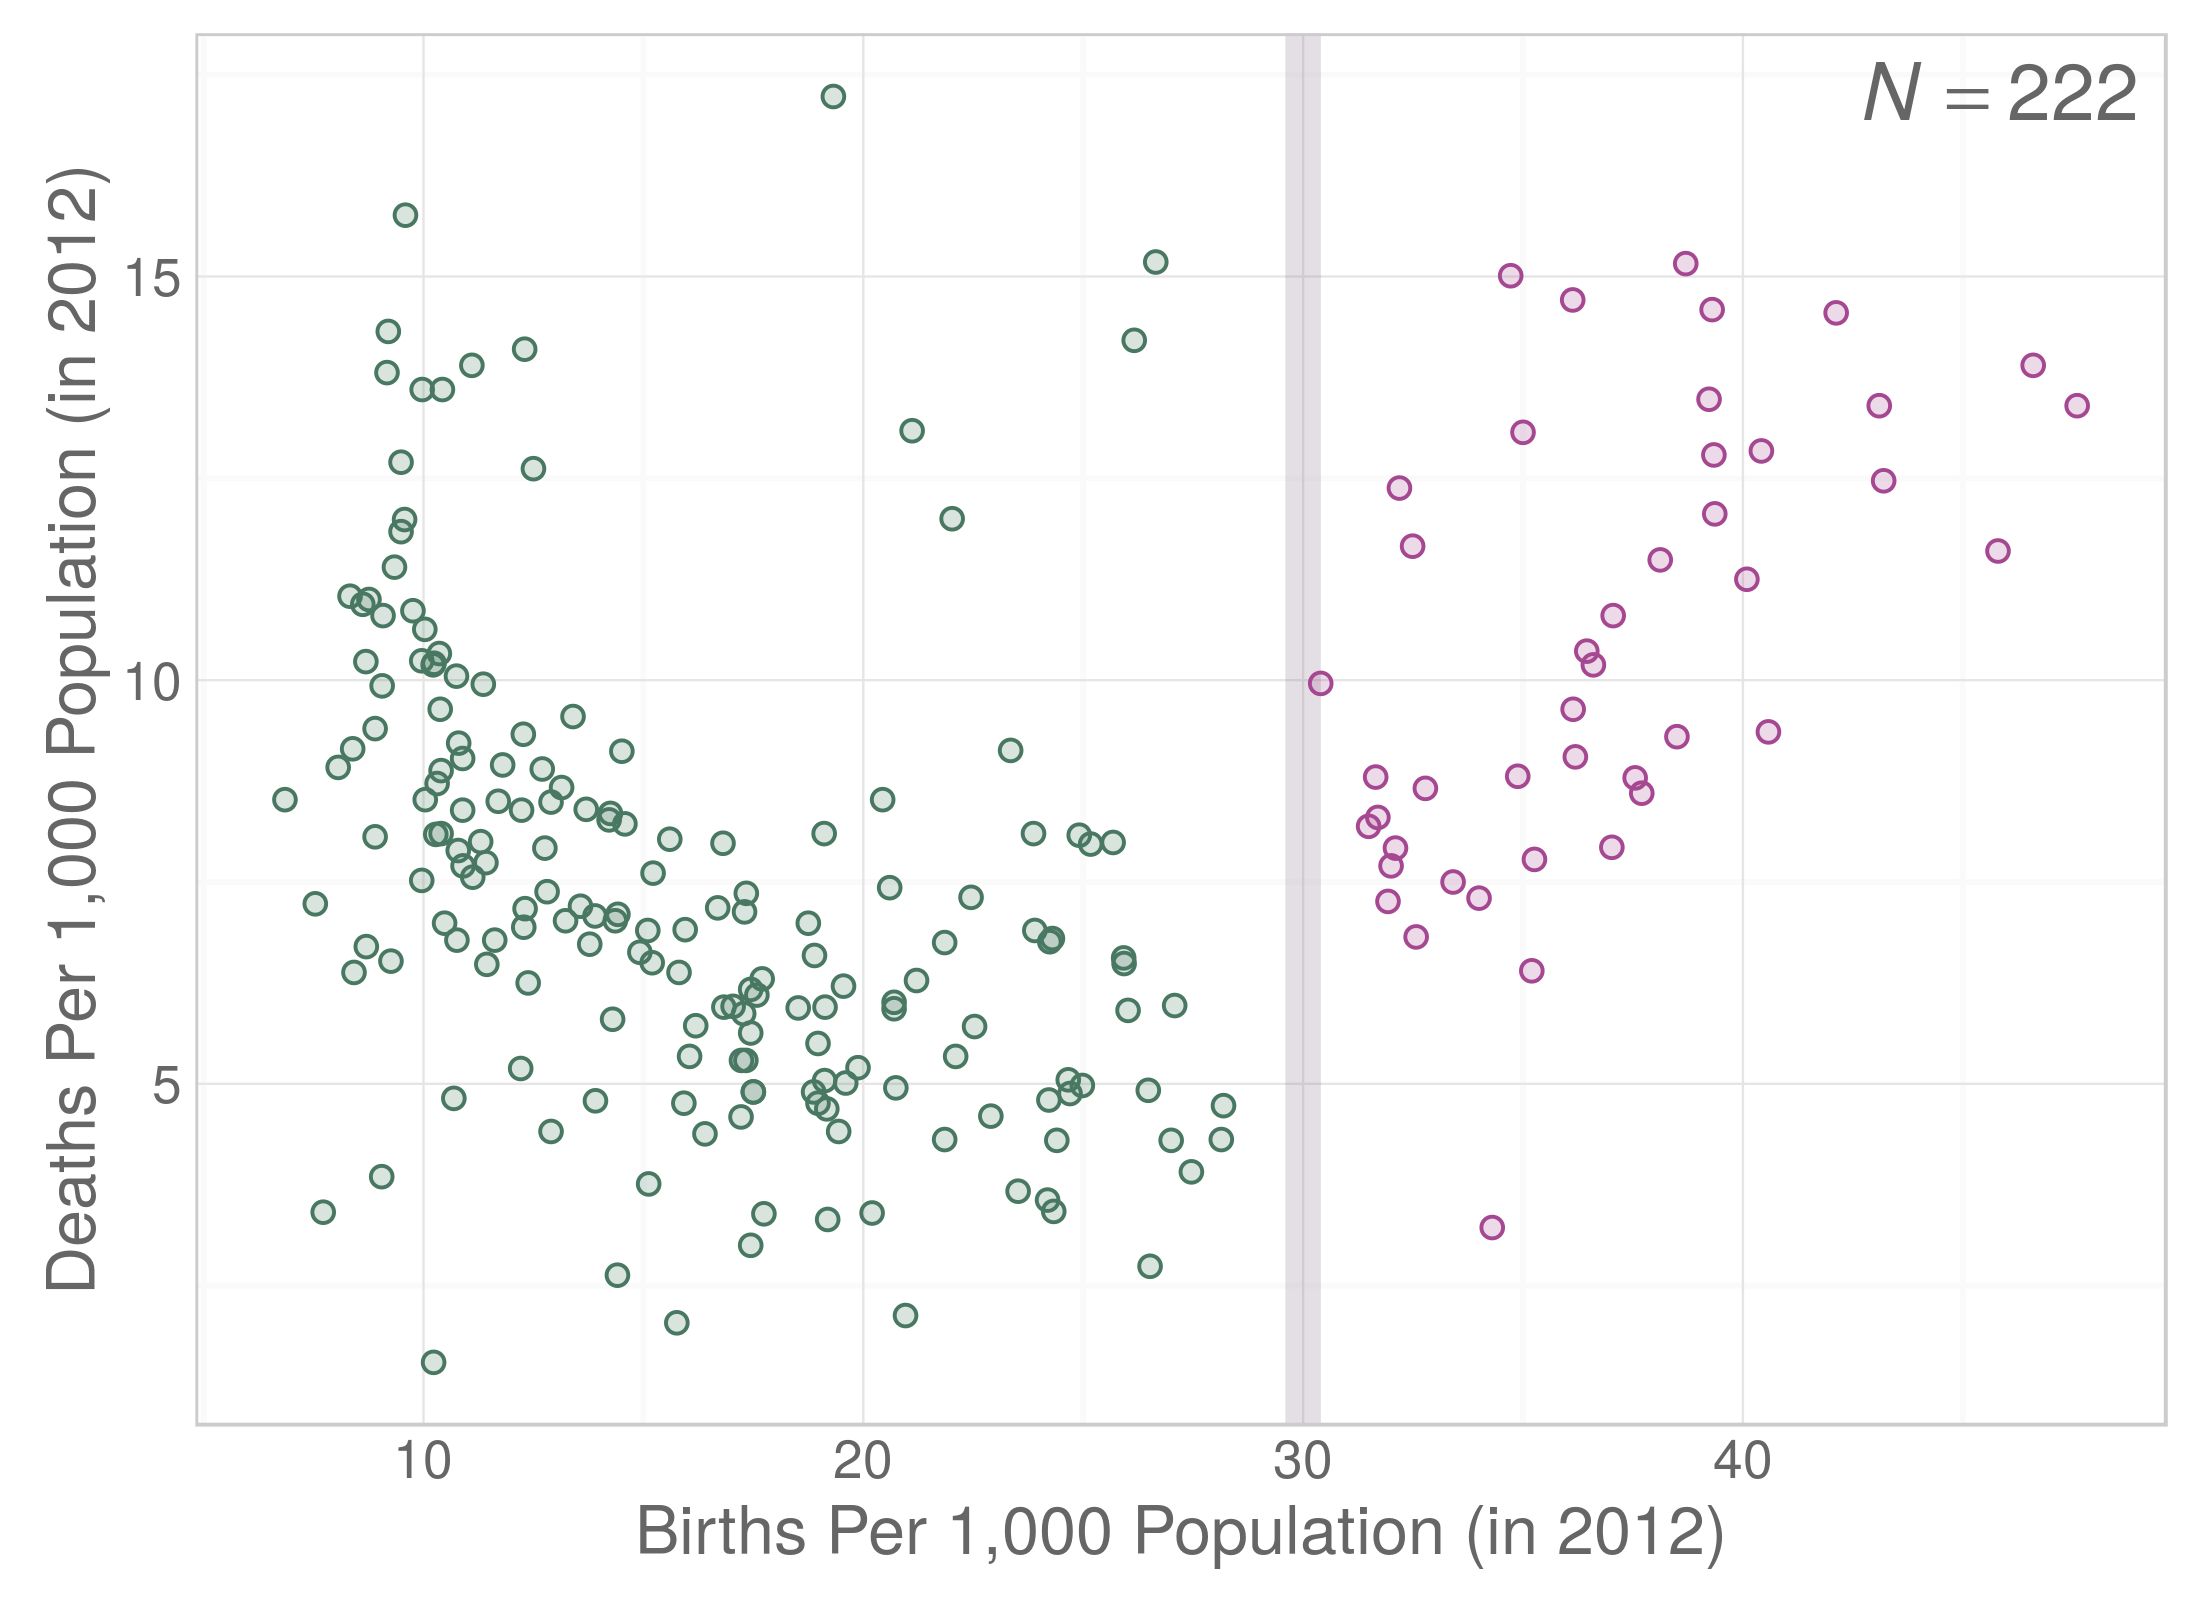 N = 222
Deaths Per 1,000 Population (in 2012)
15
10
5
10 20 30 40
Births Per 1,000 Population (in 2012)